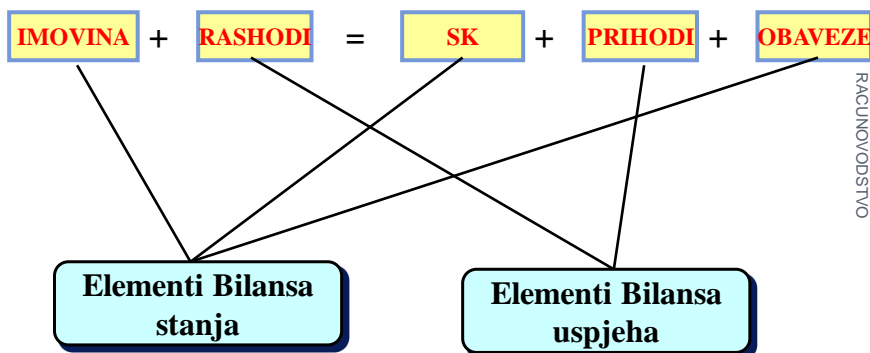 IMOVINA + RASHODI = SK + PRIHODI + OBAVEZE
RACUNOVODSTVO
Elementi Bilansa
stanja
Elementi Bilansa
uspjeha